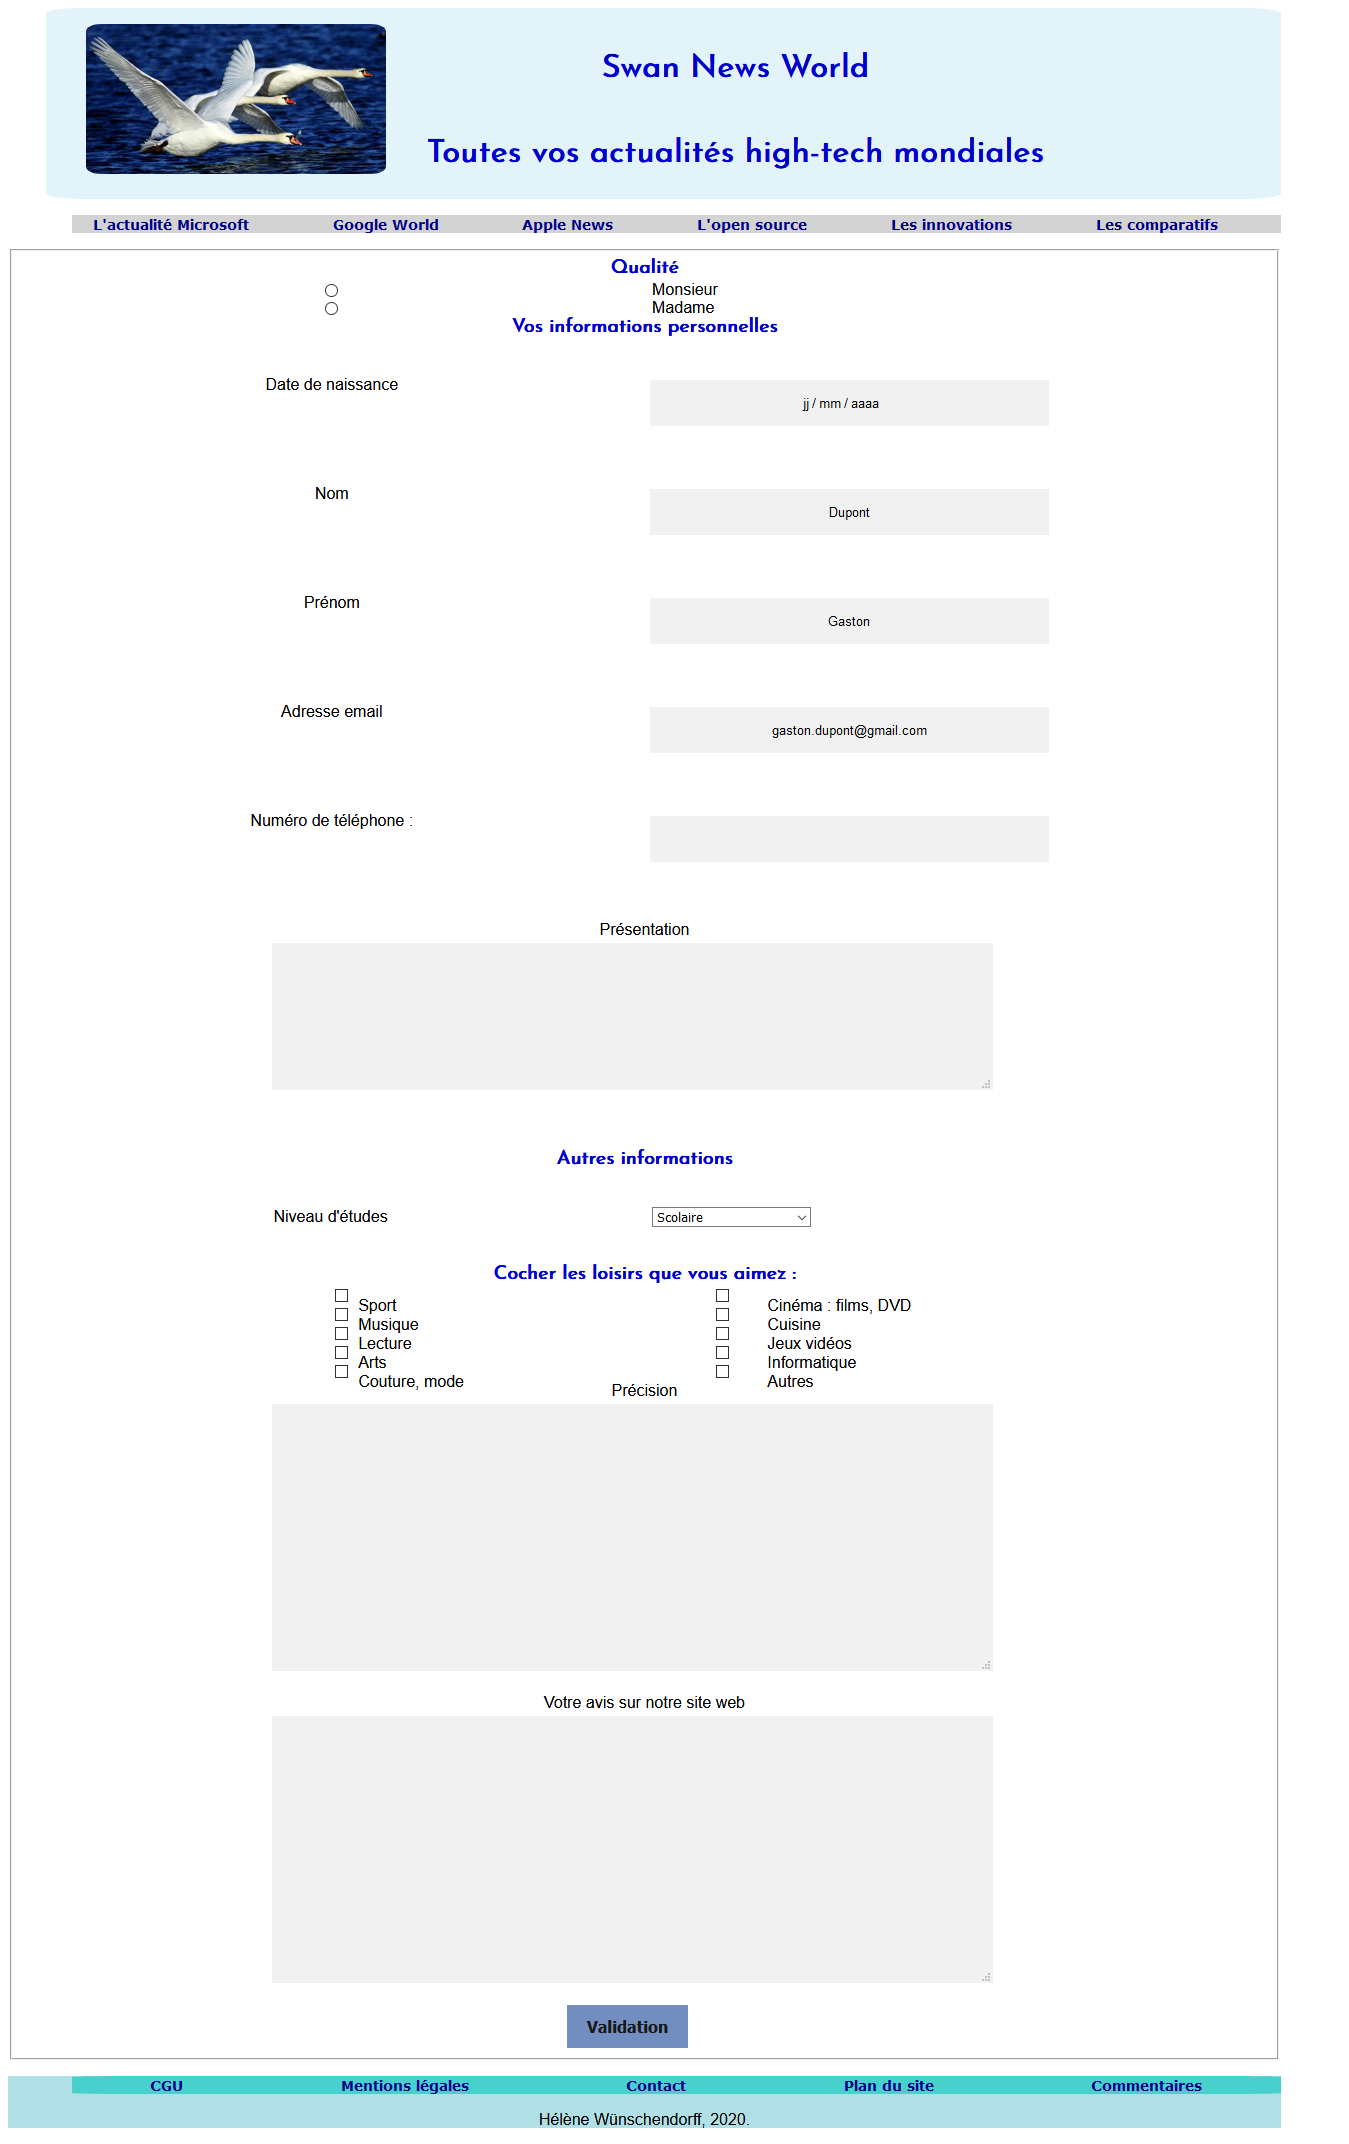 Swan News World
Toutes vos actualités high-tech mondiales
L'actualité Microsoft Google World Apple News L'open source Les innovations Les comparatifs
Qualité
Monsieur
Madame
Vos informations personnelles
Date de naissance jj / mm / aaaa
Nom Dupont
Prénom Gaston
Adresse email gaston.dupont@gmail.com
Numéro de téléphone :
Présentation
Autres informations
Niveau d'études Scolaire
Cocher les loisirs que vous aimez :
Sport Cinéma : films, DVD
Musique Cuisine
Lecture Jeux vidéos
Arts Informatique
Couture, mode Autres
Précision
Votre avis sur notre site web
Validation
CGU Mentions légales Contact Plan du site Commentaires
Hélène Wünschendorff, 2020.